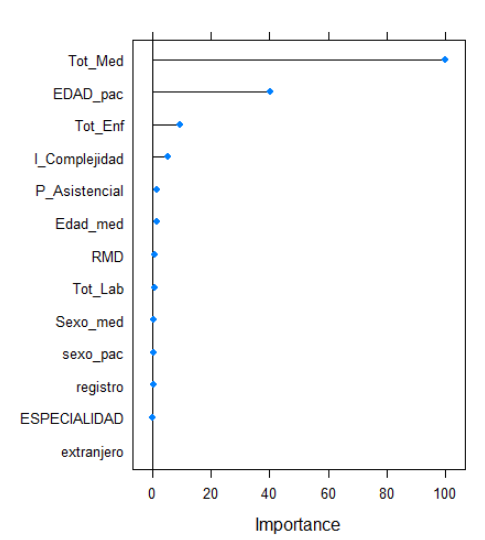 Tot_Med
EDAD_pac
Tot_Enf
I_Complejidad
P_Asistencial
Edad_med
RMD
Tot_Lab
Sexo_med
sexo_pac
registro
ESPECIALIDAD
extranjero
0 20 40 60 80 100
Importance